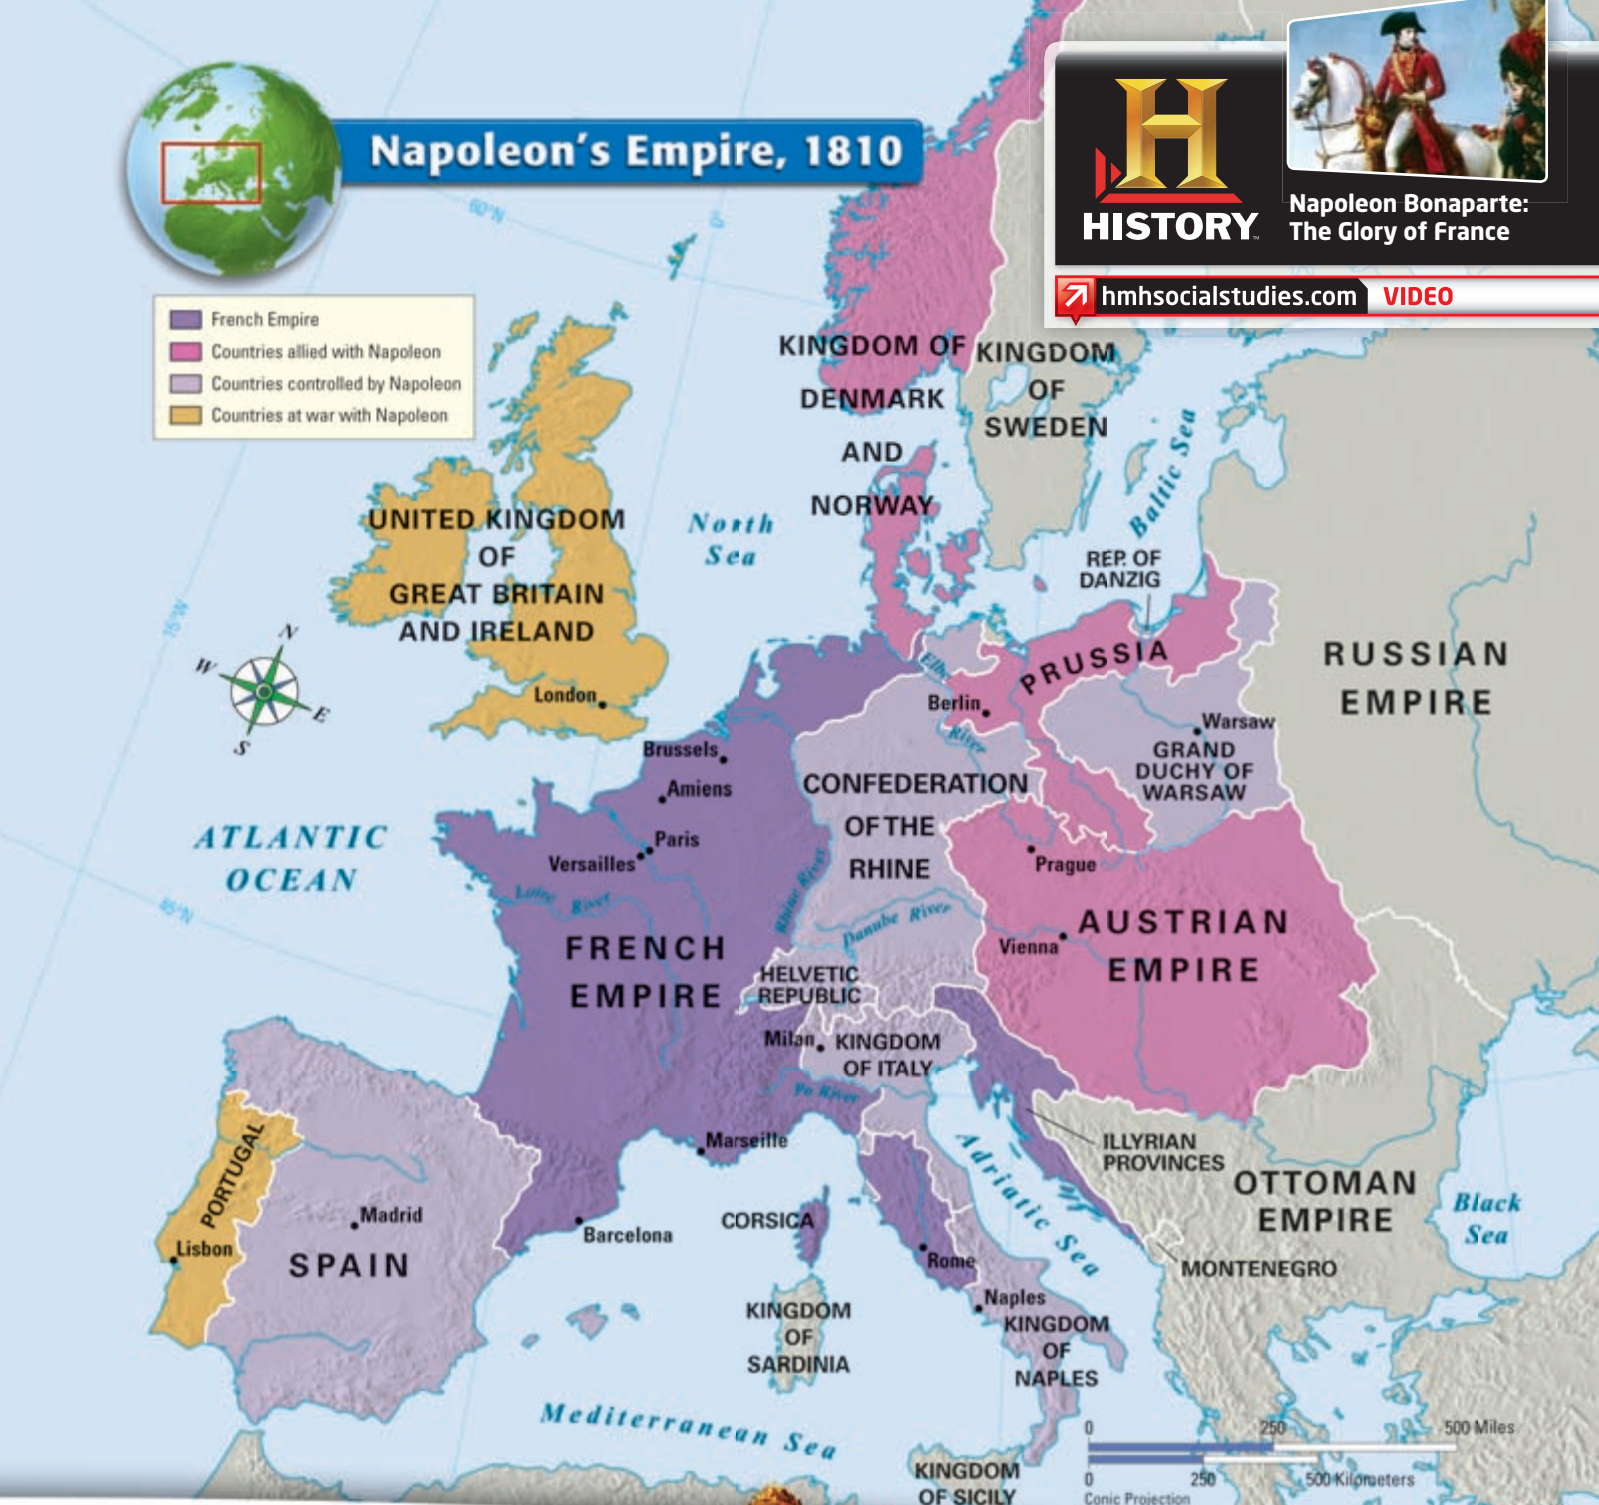 Napoleon's Empire, 1810
HISTORY
Napoleon Bonaparte:
The Glory of France
hmhsocialstudies.com VIDEO
French Empire
Countries allied with Napoleon
Countries controlled by Napoleon
Countries at war with Napoleon
60°N
0°
15°W
45°N
N
W
E
S
KINGDOM OF
DENMARK
AND
NORWAY
KINGDOM
OF
SWEDEN
Baltic Sea
North
Sea
UNITED KINGDOM
OF
GREAT BRITAIN
AND IRELAND
London
REP. OF
DANZIG
PRUSSIA
RUSSIAN
EMPIRE
Elbe
River
Berlin
Warsaw
GRAND
DUCHY OF
WARSAW
Brussels
Amiens
Paris
Versailles
CONFEDERATION
OF THE
RHINE
ATLANTIC
OCEAN
Loire River
Rhine River
Danube River
Prague
Vienna
AUSTRIAN
EMPIRE
FRENCH
EMPIRE
HELVETIC
REPUBLIC
Milan
KINGDOM
OF ITALY
Po River
Marseille
Adriatic Sea
ILLYRIAN
PROVINCES
OTTOMAN
EMPIRE
Black
Sea
MONTENEGRO
PORTUGAL
Lisbon
Madrid
SPAIN
Barcelona
CORSICA
Rome
Naples
KINGDOM
OF
NAPLES
KINGDOM
OF
SARDINIA
Mediterranean Sea
KINGDOM
OF SICILY
0 250 500 Miles
0 250 500 Kilometers
Conic Projection